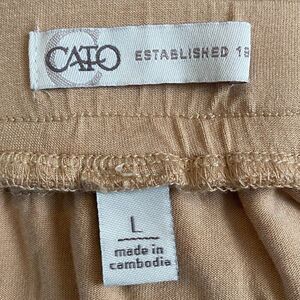 CATO ESTABLISHED 19
L
made in
cambodia